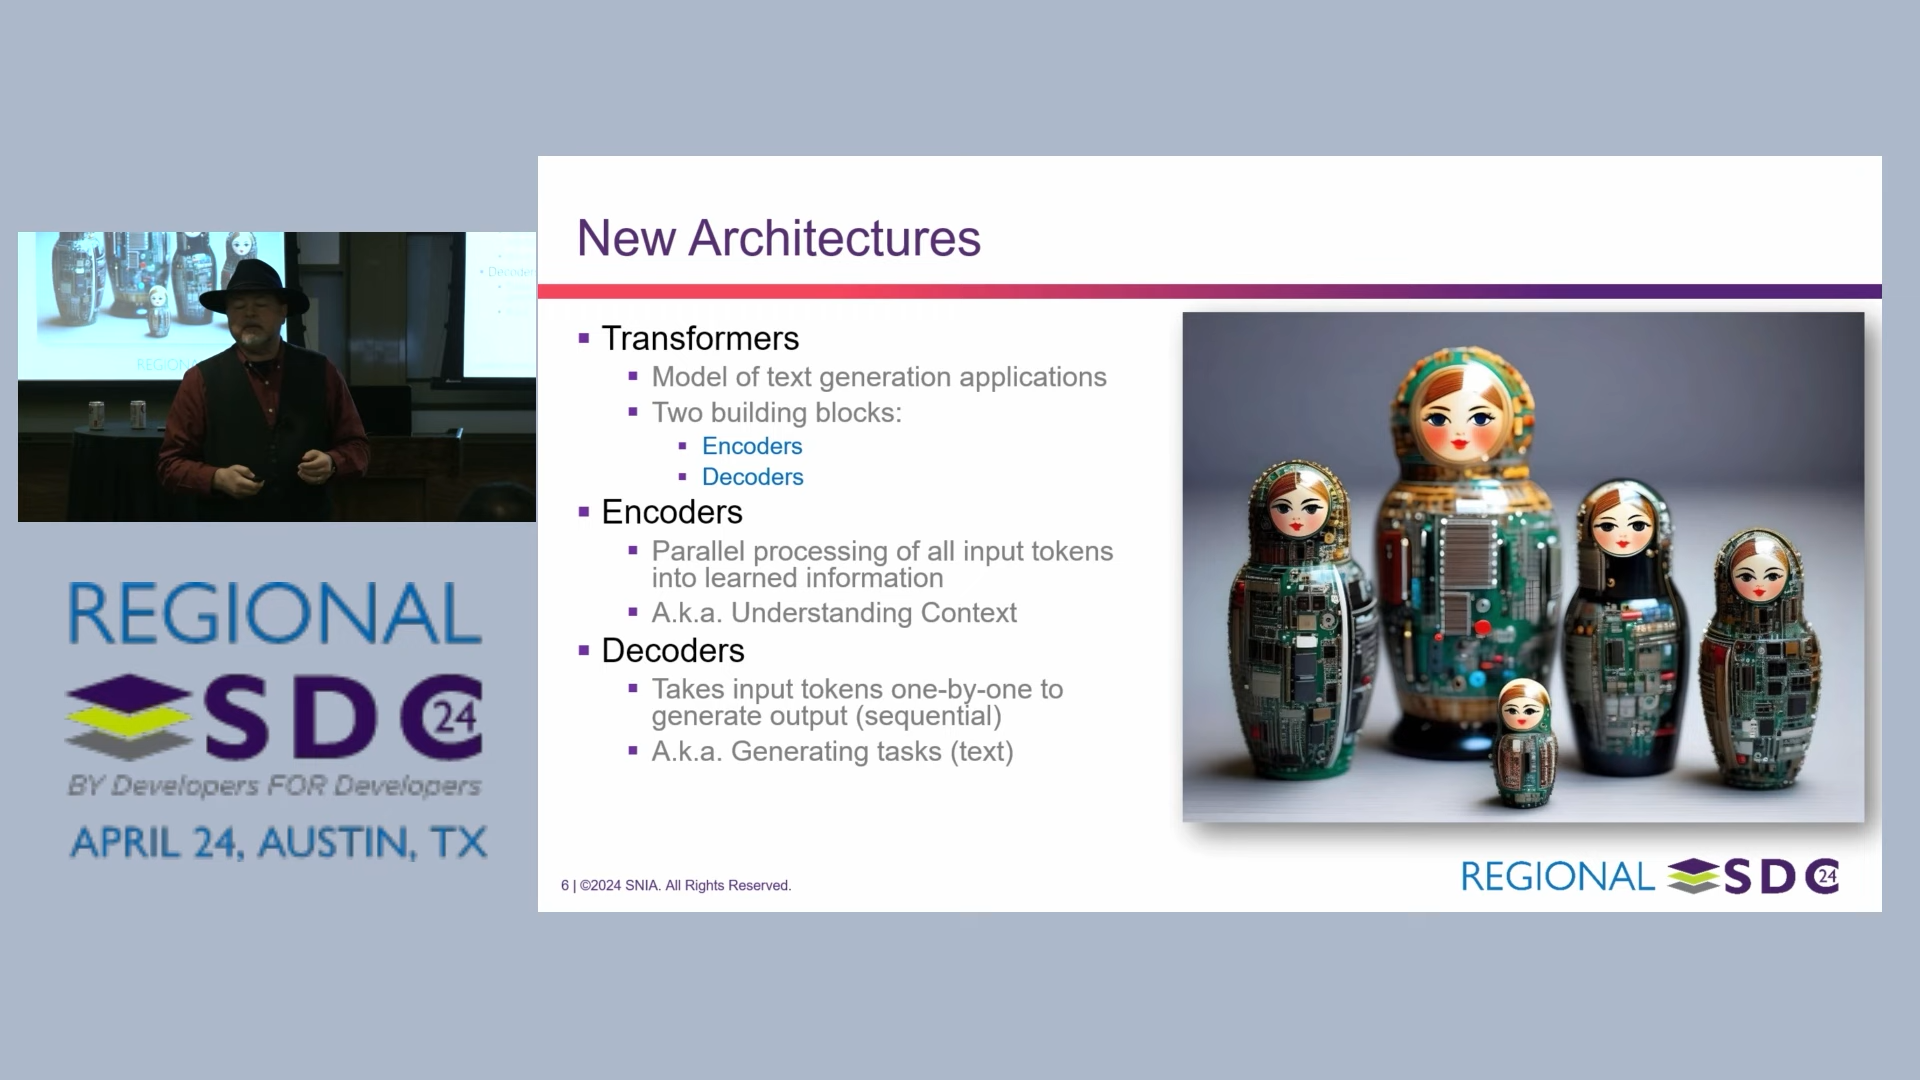 New Architectures
Transformers
Model of text generation applications
Two building blocks:
Encoders
Decoders
Encoders
Parallel processing of all input tokens
into learned information
A.k.a. Understanding Context
Decoders
Takes input tokens one-by-one to
generate output (sequential)
A.k.a. Generating tasks (text)
6 | ©2024 SNIA. All Rights Reserved.
REGIONAL SDC 24
• Decoders
REGIONAL
REGIONAL
SDC 24
BY Developers FOR Developers
APRIL 24, AUSTIN, TX